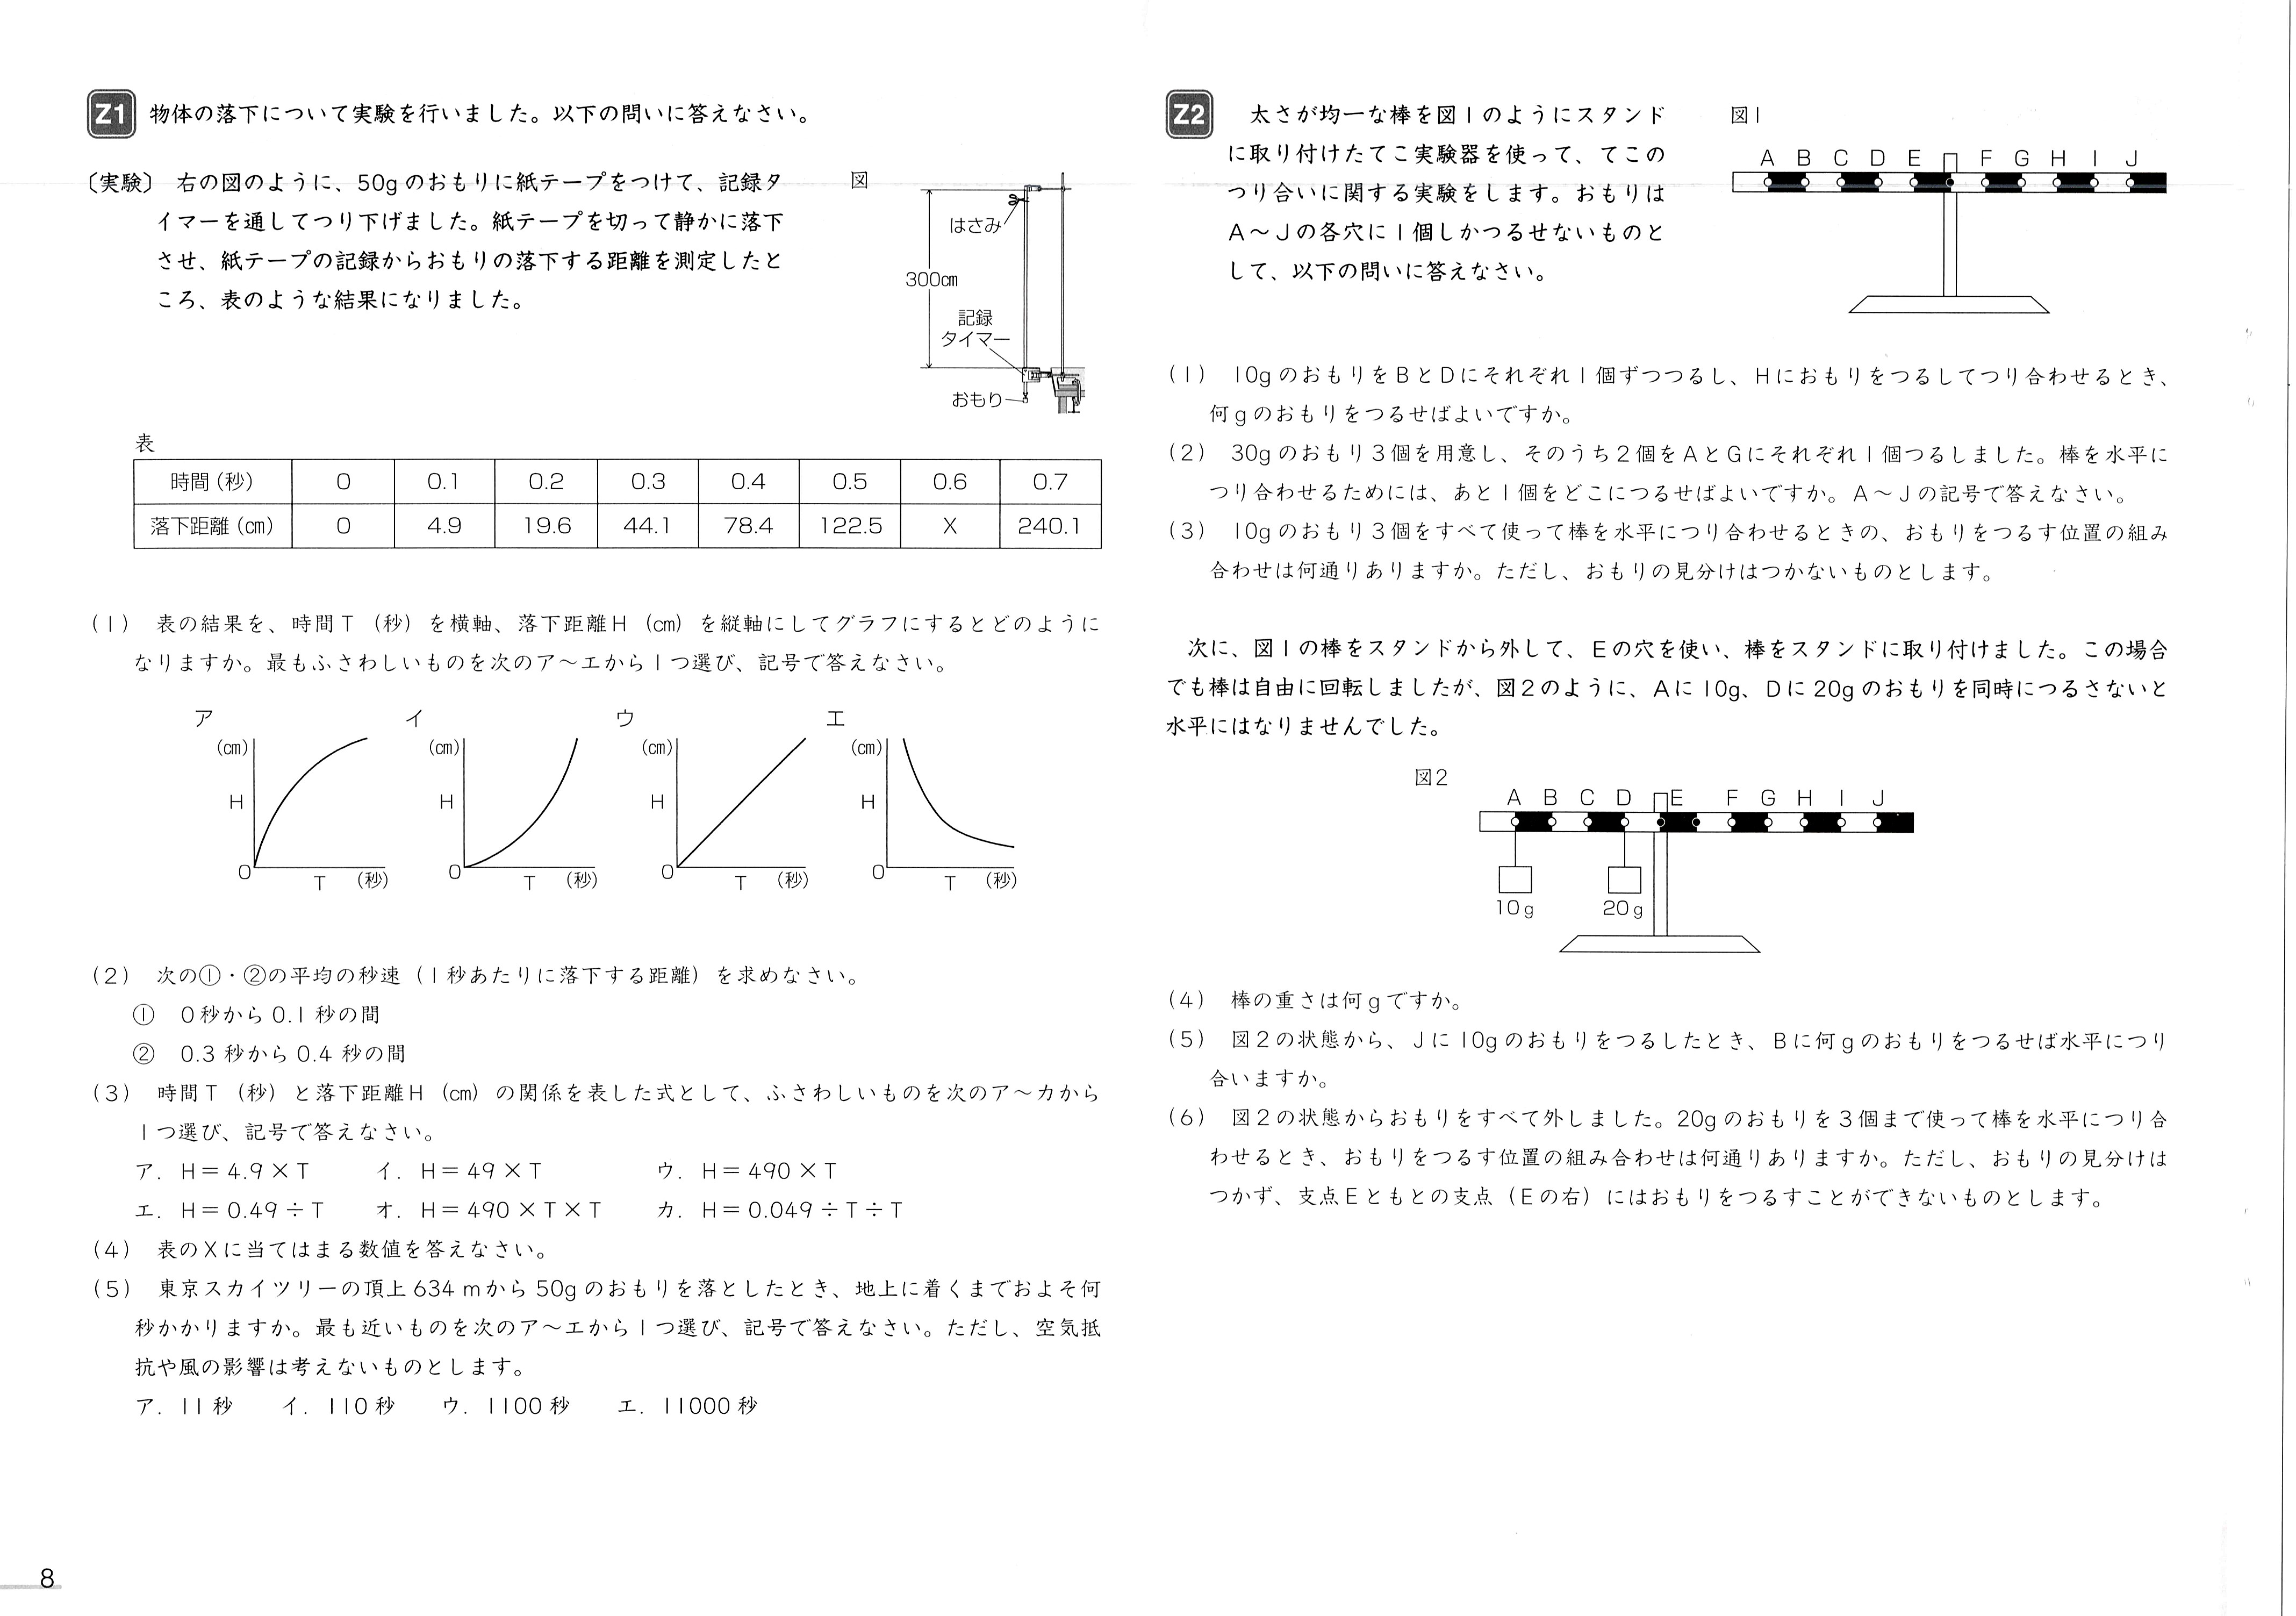 Z1 物体の落下について実験を行いました。以下の問いに答えなさい。
〔実験〕 右の図のように、50gのおもりに紙テープをつけて、記録タ
イマーを通してつり下げました。紙テープを切って静かに落下
させ、紙テープの記録からおもりの落下する距離を測定したと
ころ、表のような結果になりました。
図
はさみ
300㎝
記録
タイマー
おもり
表
時間(秒) 0 0.1 0.2 0.3 0.4 0.5 0.6 0.7
落下距離(㎝) 0 4.9 19.6 44.1 78.4 122.5 X 240.1
(1) 表の結果を、時間T(秒)を横軸、落下距離H(㎝)を縦軸にしてグラフにするとどのように
なりますか。最もふさわしいものを次のア～エから1つ選び、記号で答えなさい。
ア イ ウ エ
(㎝) (㎝) (㎝) (㎝)
H H H H
0 T (秒) 0 T (秒) 0 T (秒) 0 T (秒)
(2) 次の①・②の平均の秒速(1秒あたりに落下する距離)を求めなさい。
① 0秒から0.1秒の間
② 0.3秒から0.4秒の間
(3) 時間T(秒)と落下距離H(㎝)の関係を表した式として、ふさわしいものを次のア～カから
1つ選び、記号で答えなさい。
ア. H=4.9×T イ. H=49×T ウ. H=490×T
エ. H=0.49÷T オ. H=490×T×T カ. H=0.049÷T÷T
(4) 表のXに当てはまる数値を答えなさい。
(5) 東京スカイツリーの頂上634mから50gのおもりを落としたとき、地上に着くまでおよそ何
秒かかりますか。最も近いものを次のア～エから1つ選び、記号で答えなさい。ただし、空気抵
抗や風の影響は考えないものとします。
ア. 11秒 イ. 110秒 ウ. 1100秒 エ. 11000秒
8
Z2 太さが均一な棒を図1のようにスタンド
に取り付けたてこ実験器を使って、てこの
つり合いに関する実験をします。おもりは
A～Jの各穴に1個しかつるせないものと
して、以下の問いに答えなさい。
図1
A B C D E F G H I J
(1) 10gのおもりをBとDにそれぞれ1個ずつつるし、Hにおもりをつるしてつり合わせるとき、
何gのおもりをつるせばよいですか。
(2) 30gのおもり3個を用意し、そのうち2個をAとGにそれぞれ1個つるしました。棒を水平に
つり合わせるためには、あと1個をどこにつるせばよいですか。A～Jの記号で答えなさい。
(3) 10gのおもり3個をすべて使って棒を水平につり合わせるときの、おもりをつるす位置の組み
合わせは何通りありますか。ただし、おもりの見分けはつかないものとします。
次に、図1の棒をスタンドから外して、Eの穴を使い、棒をスタンドに取り付けました。この場合
でも棒は自由に回転しましたが、図2のように、Aに10g、Dに20gのおもりを同時につるさないと
水平にはなりませんでした。
図2
A B C D E F G H I J
10g 20g
(4) 棒の重さは何gですか。
(5) 図2の状態から、Jに10gのおもりをつるしたとき、Bに何gのおもりをつるせば水平につり
合いますか。
(6) 図2の状態からおもりをすべて外しました。20gのおもりを3個まで使って棒を水平につり合
わせるとき、おもりをつるす位置の組み合わせは何通りありますか。ただし、おもりの見分けは
つかず、支点Eともとの支点(Eの右)にはおもりをつるすことができないものとします。